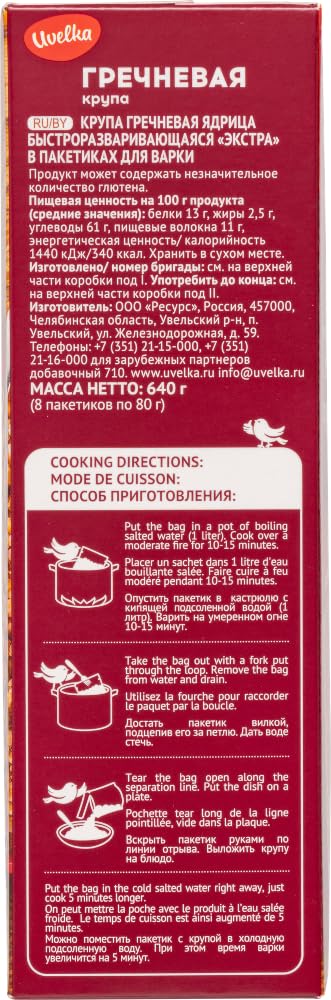 Uvelka
ГРЕЧНЕВАЯ
крупа
RU/BY КРУПА ГРЕЧНЕВАЯ ЯДРИЦА
БЫСТРОРАЗВАРИВАЮЩАЯСЯ «ЭКСТРА»
В ПАКЕТИКАХ ДЛЯ ВАРКИ
Продукт может содержать незначительное
количество глютена.
Пищевая ценность на 100 г продукта
(средние значения): белки 13 г, жиры 2,5 г,
углеводы 61 г, пищевые волокна 11 г,
энергетическая ценность/ калорийность
1440 кДж/340 ккал. Хранить в сухом месте.
Изготовлено/ номер бригады: см. на верхней
части коробки под I. Употребить до конца: см.
на верхней части коробки под II.
Изготовитель: ООО «Ресурс», Россия, 457000,
Челябинская область, Увельский р-н, п.
Увельский, ул. Железнодорожная, д. 59.
Телефоны: +7 (351) 21-15-000, +7 (351)
21-16-000 для зарубежных партнеров
добавочный 710. www.uvelka.ru info@uvelka.ru
МАССА НЕТТО: 640 г
(8 пакетиков по 80 г)
COOKING DIRECTIONS:
MODE DE CUISSON:
СПОСОБ ПРИГОТОВЛЕНИЯ:
Put the bag in a pot of boiling
salted water (1 liter). Cook over a
moderate fire for 10-15 minutes.
Placer un sachet dans 1 litre d'eau
bouillante salée. Faire cuire à feu
modéré pendant 10-15 minutes.
Опустить пакетик в кастрюлю с
кипящей подсоленной водой (1
литр). Варить на умеренном огне
10-15 минут.
Take the bag out with a fork put
through the loop. Remove the bag
from water and drain.
Utilisez la fourche pour raccorder
le paquet par la boucle.
Достать пакетик вилкой,
подцепив его за петлю. Дать воде
стечь.
Tear the bag open along the
separation line. Put the dish on a
plate.
Pochette tear long de la ligne
pointillée, vide dans la plaque.
Вскрыть пакетик руками по
линии отрыва. Выложить крупу
на блюдо.
Put the bag in the cold salted water right away, just
cook 5 minutes longer.
On peut mettre la poche avec le produit à l'eau salée
froide. Le temps de cuisson est ainsi augmenté de 5
minutes.
Можно поместить пакетик с крупой в холодную
подсоленную воду. При этом время варки
увеличится на 5 минут.